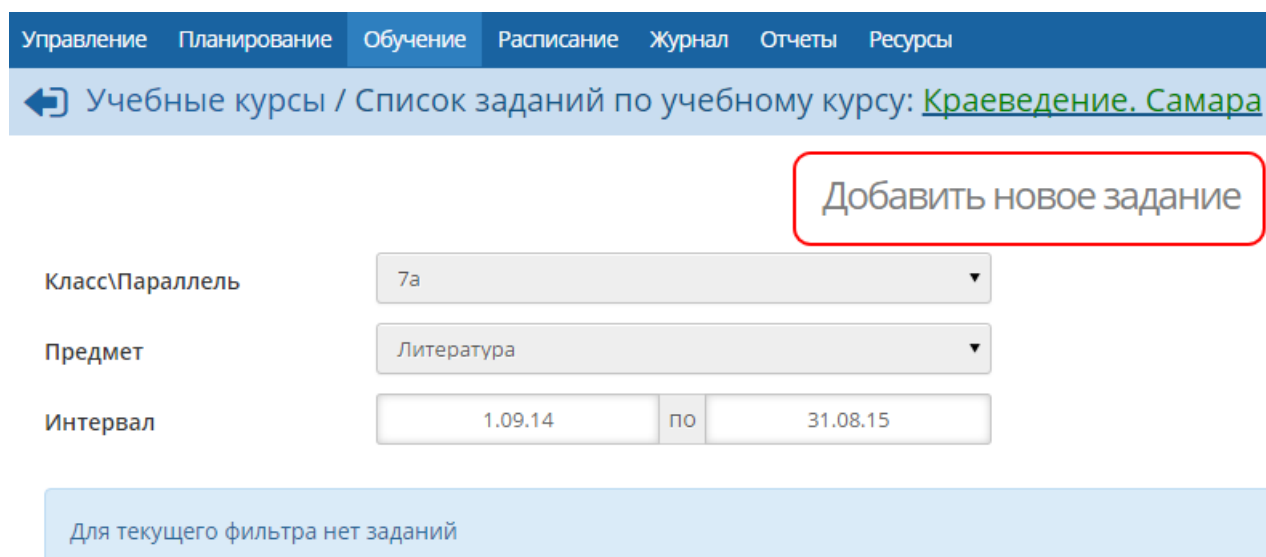 Управление Планирование Обучение Расписание Журнал Отчеты Ресурсы
Учебные курсы / Список заданий по учебному курсу: Краеведение. Самара
Добавить новое задание
Класс\Параллель 7а
Предмет Литература
Интервал 1.09.14 по 31.08.15
Для текущего фильтра нет заданий